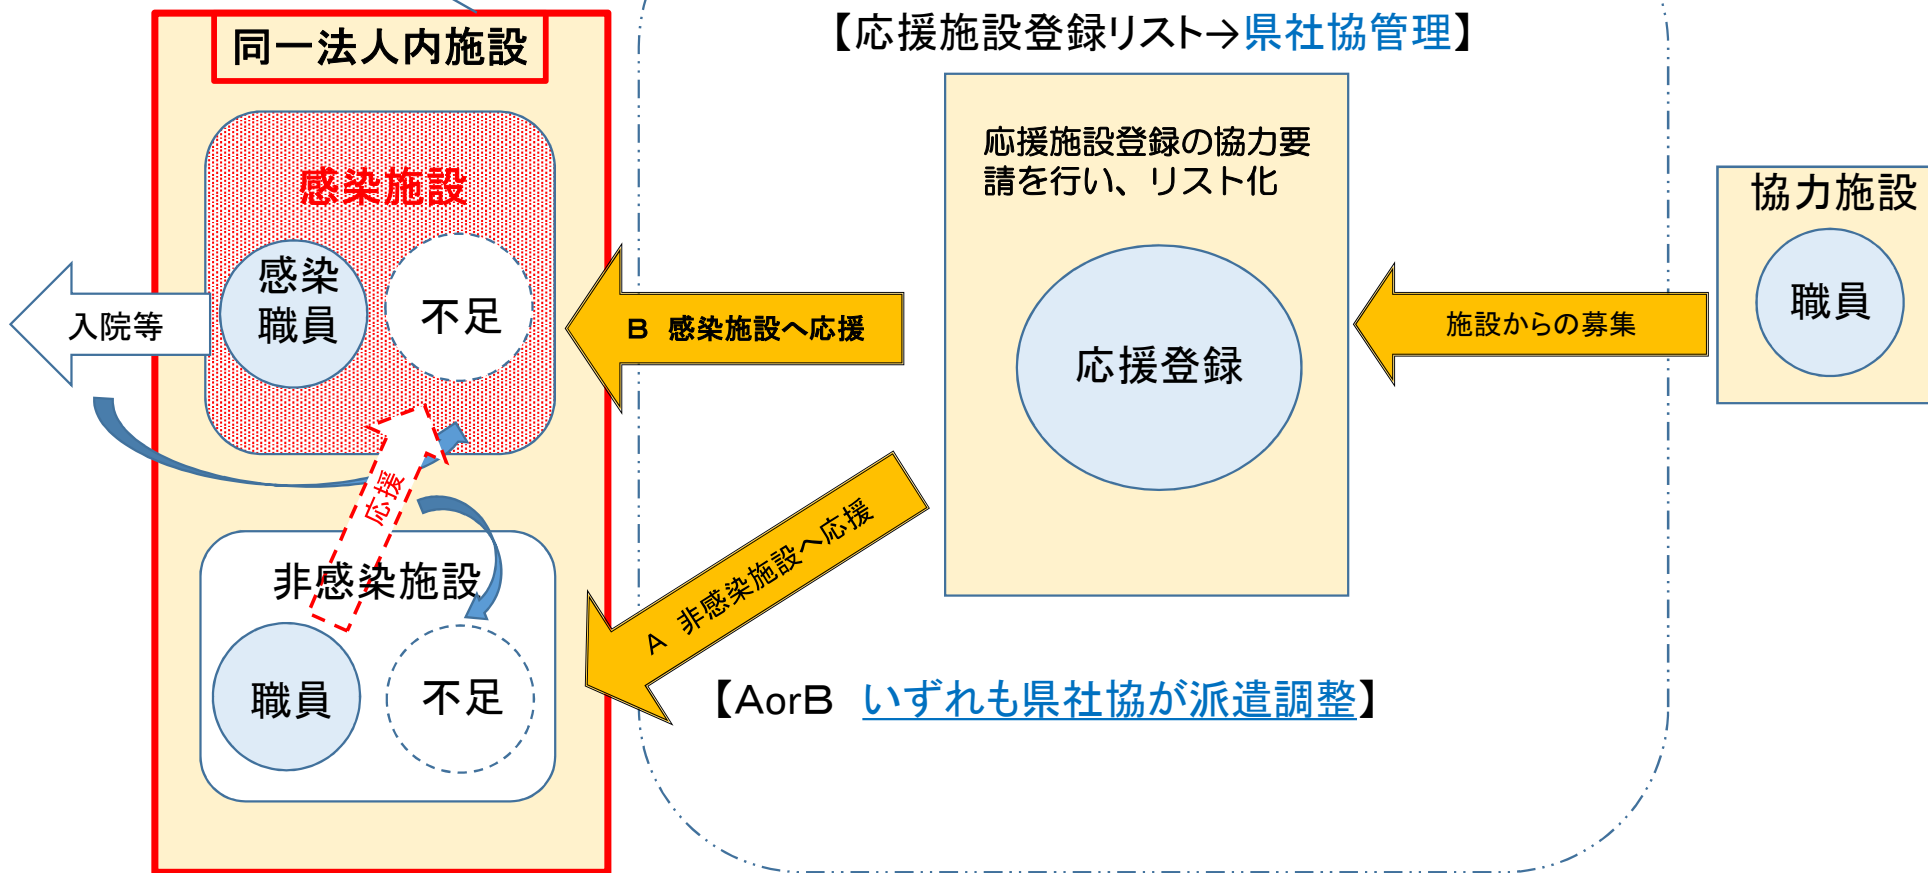 【応援施設登録リスト→県社協管理】
同一法人内施設
感染施設
感染
職員
不足
入院等
応援
非感染施設
職員
不足
B 感染施設へ応援
A 非感染施設へ応援
応援施設登録の協力要
請を行い、リスト化
応援登録
施設からの募集
協力施設
職員
【AorB いずれも県社協が派遣調整】